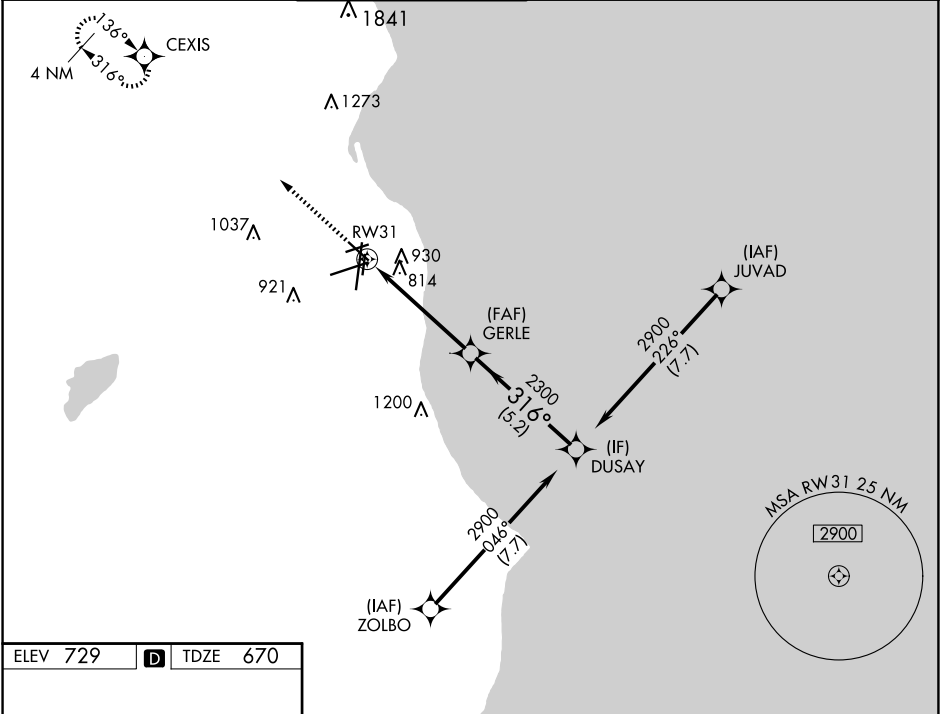 1841
136°
CEXIS
316°
4 NM
1273
1037
RW31
930
814
921
(IAF)
JUVAD
(FAF)
GERLE
2900
226°
(7.7)
2300
316°
(5.2)
1200
(IF)
DUSAY
MSA RW31 25 NM
2900
2900
046°
(7.7)
(IAF)
ZOLBO
ELEV 729 D TDZE 670